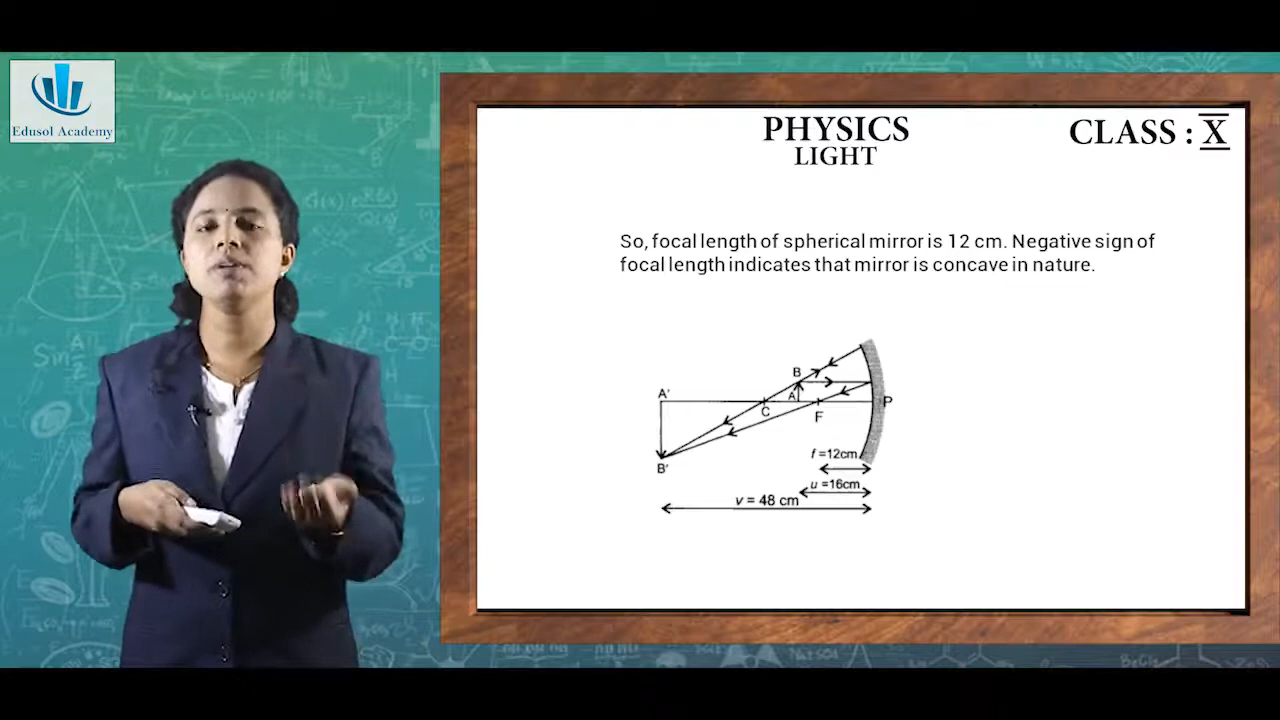 Edusol Academy
PHYSICS
LIGHT
CLASS : X
So, focal length of spherical mirror is 12 cm. Negative sign of
focal length indicates that mirror is concave in nature.
B
A'
A
P
C
F
B'
f =12cm
u =16cm
v = 48 cm